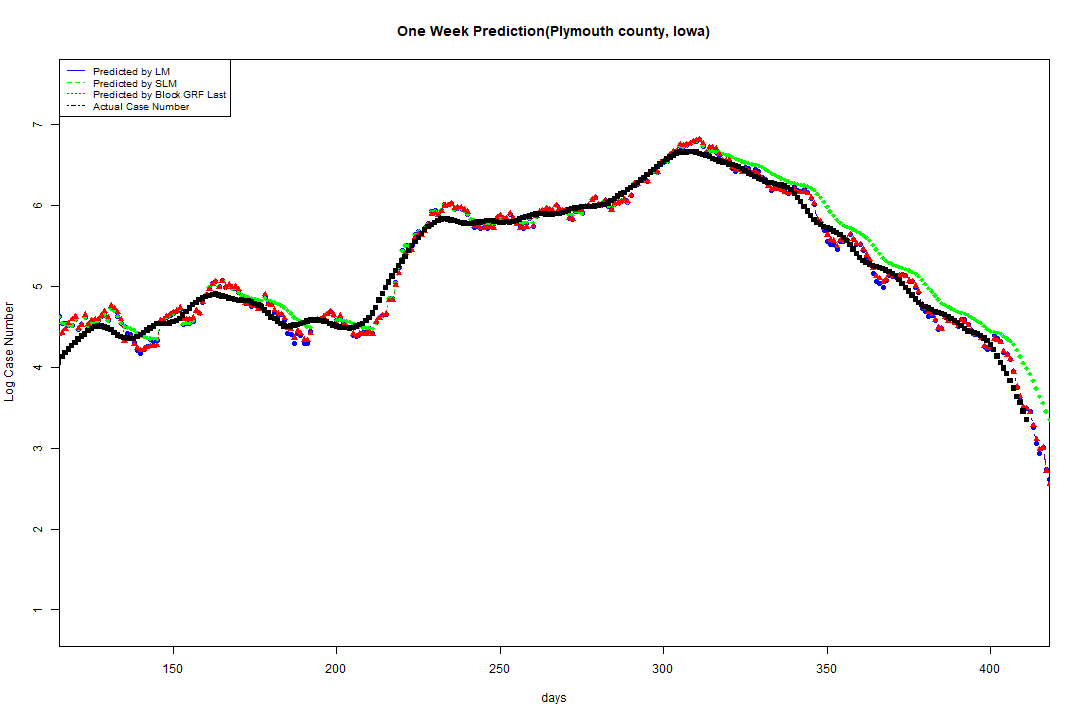 One Week Prediction(Plymouth county, Iowa)
Predicted by LM
Predicted by SLM
Predicted by Block GRF Last
Actual Case Number
Log Case Number
7
6
5
4
3
2
1
150 200 250 300 350 400
days